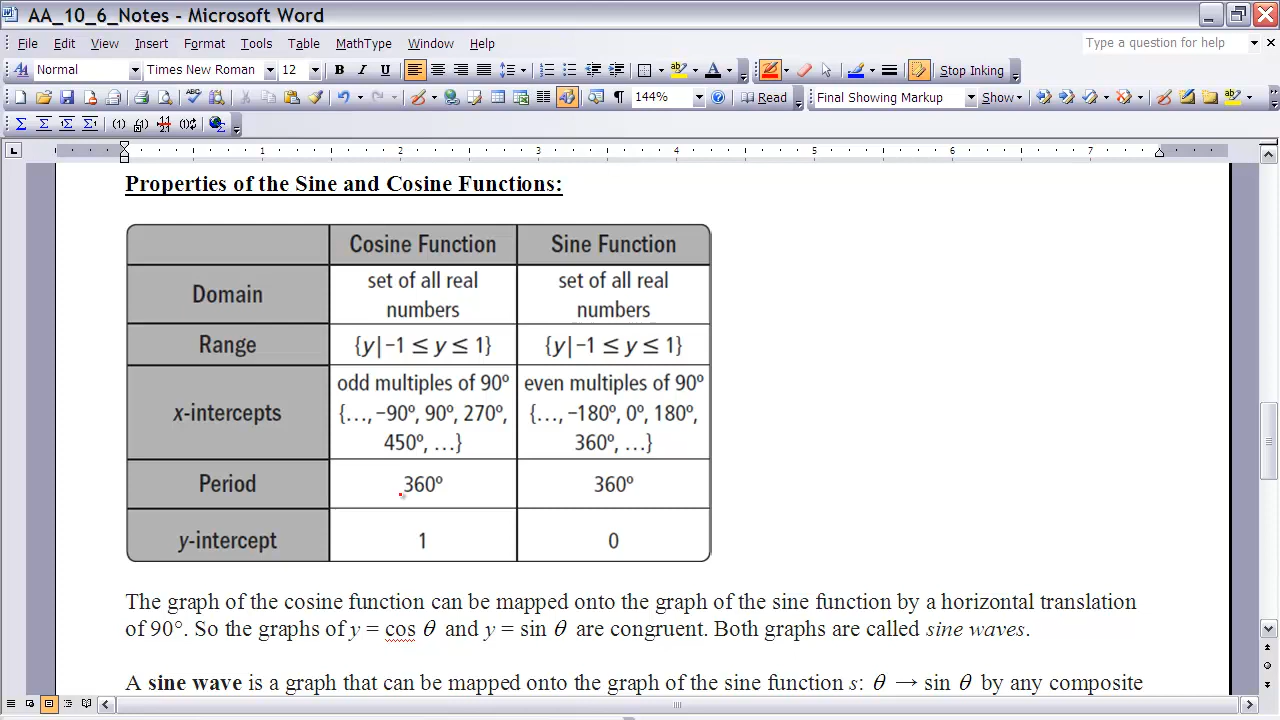 AA_10_6_Notes - Microsoft Word
File Edit View Insert Format Tools Table MathType Window Help Type a question for help
Normal Times New Roman 12 B I U Stop Inking
144% Read Final Showing Markup Show
1 2 3 4 5 6 7
Properties of the Sine and Cosine Functions:
Cosine Function Sine Function
Domain set of all real numbers set of all real numbers
Range {y|−1 ≤ y ≤ 1} {y|−1 ≤ y ≤ 1}
x-intercepts odd multiples of 90º {…, −90º, 90º, 270º, 450º, …} even multiples of 90º {…, −180º, 0º, 180º, 360º, …}
Period 360º 360º
y-intercept 1 0
The graph of the cosine function can be mapped onto the graph of the sine function by a horizontal translation
of 90°. So the graphs of y = cos θ and y = sin θ are congruent. Both graphs are called sine waves.
A sine wave is a graph that can be mapped onto the graph of the sine function s: θ → sin θ by any composite